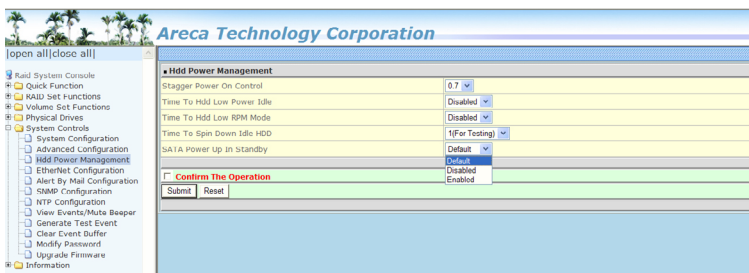 Areca Technology Corporation
|open all|close all|
Raid System Console
Quick Function
RAID Set Functions
Volume Set Functions
Physical Drives
System Controls
System Configuration
Advanced Configuration
Hdd Power Management
EtherNet Configuration
Alert By Mail Configuration
SNMP Configuration
NTP Configuration
View Events/Mute Beeper
Generate Test Event
Clear Event Buffer
Modify Password
Upgrade Firmware
Information
Hdd Power Management
Stagger Power On Control 0.7
Time To Hdd Low Power Idle Disabled
Time To Hdd Low RPM Mode Disabled
Time To Spin Down Idle HDD 1(For Testing)
SATA Power Up In Standby Default
Default
Disabled
Enabled
Confirm The Operation
Submit Reset